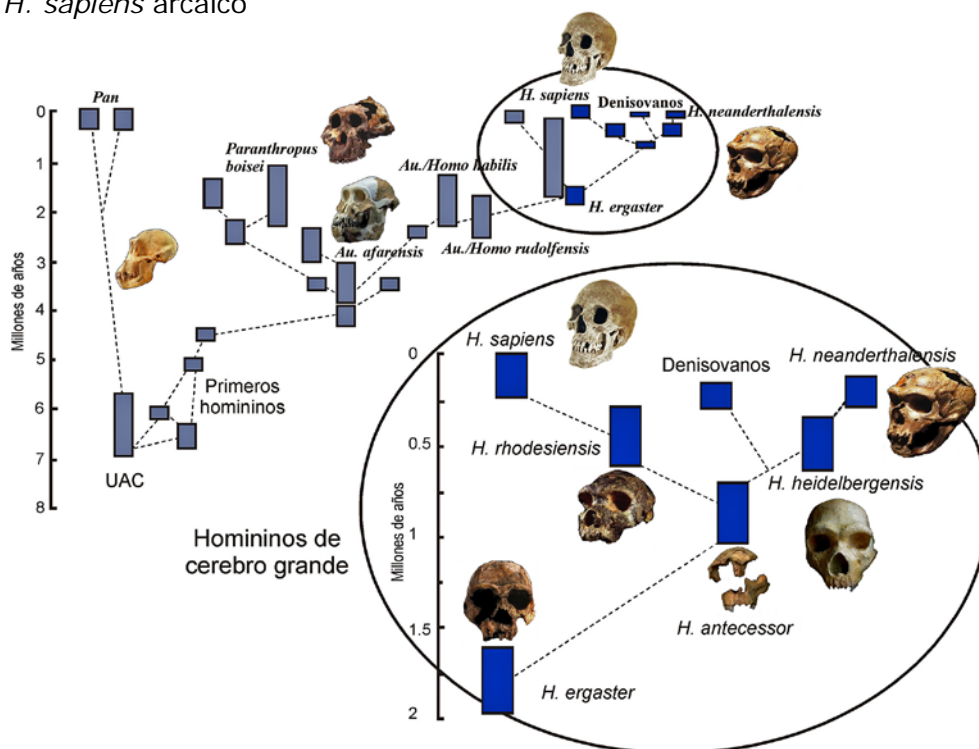 H. sapiens arcaico
Pan
Paranthropus
boisei
Au./Homo habilis
Au. afarensis
Au./Homo rudolfensis
H. sapiens
Denisovanos
H. neanderthalensis
H. ergaster
0
1
2
3
4
5
6
7
8
Millones de años
Primeros
homininos
UAC
Homininos de
cerebro grande
0
0.5
1
1.5
2
Millones de años
H. sapiens
Denisovanos
H. neanderthalensis
H. rhodesiensis
H. heidelbergensis
H. antecessor
H. ergaster